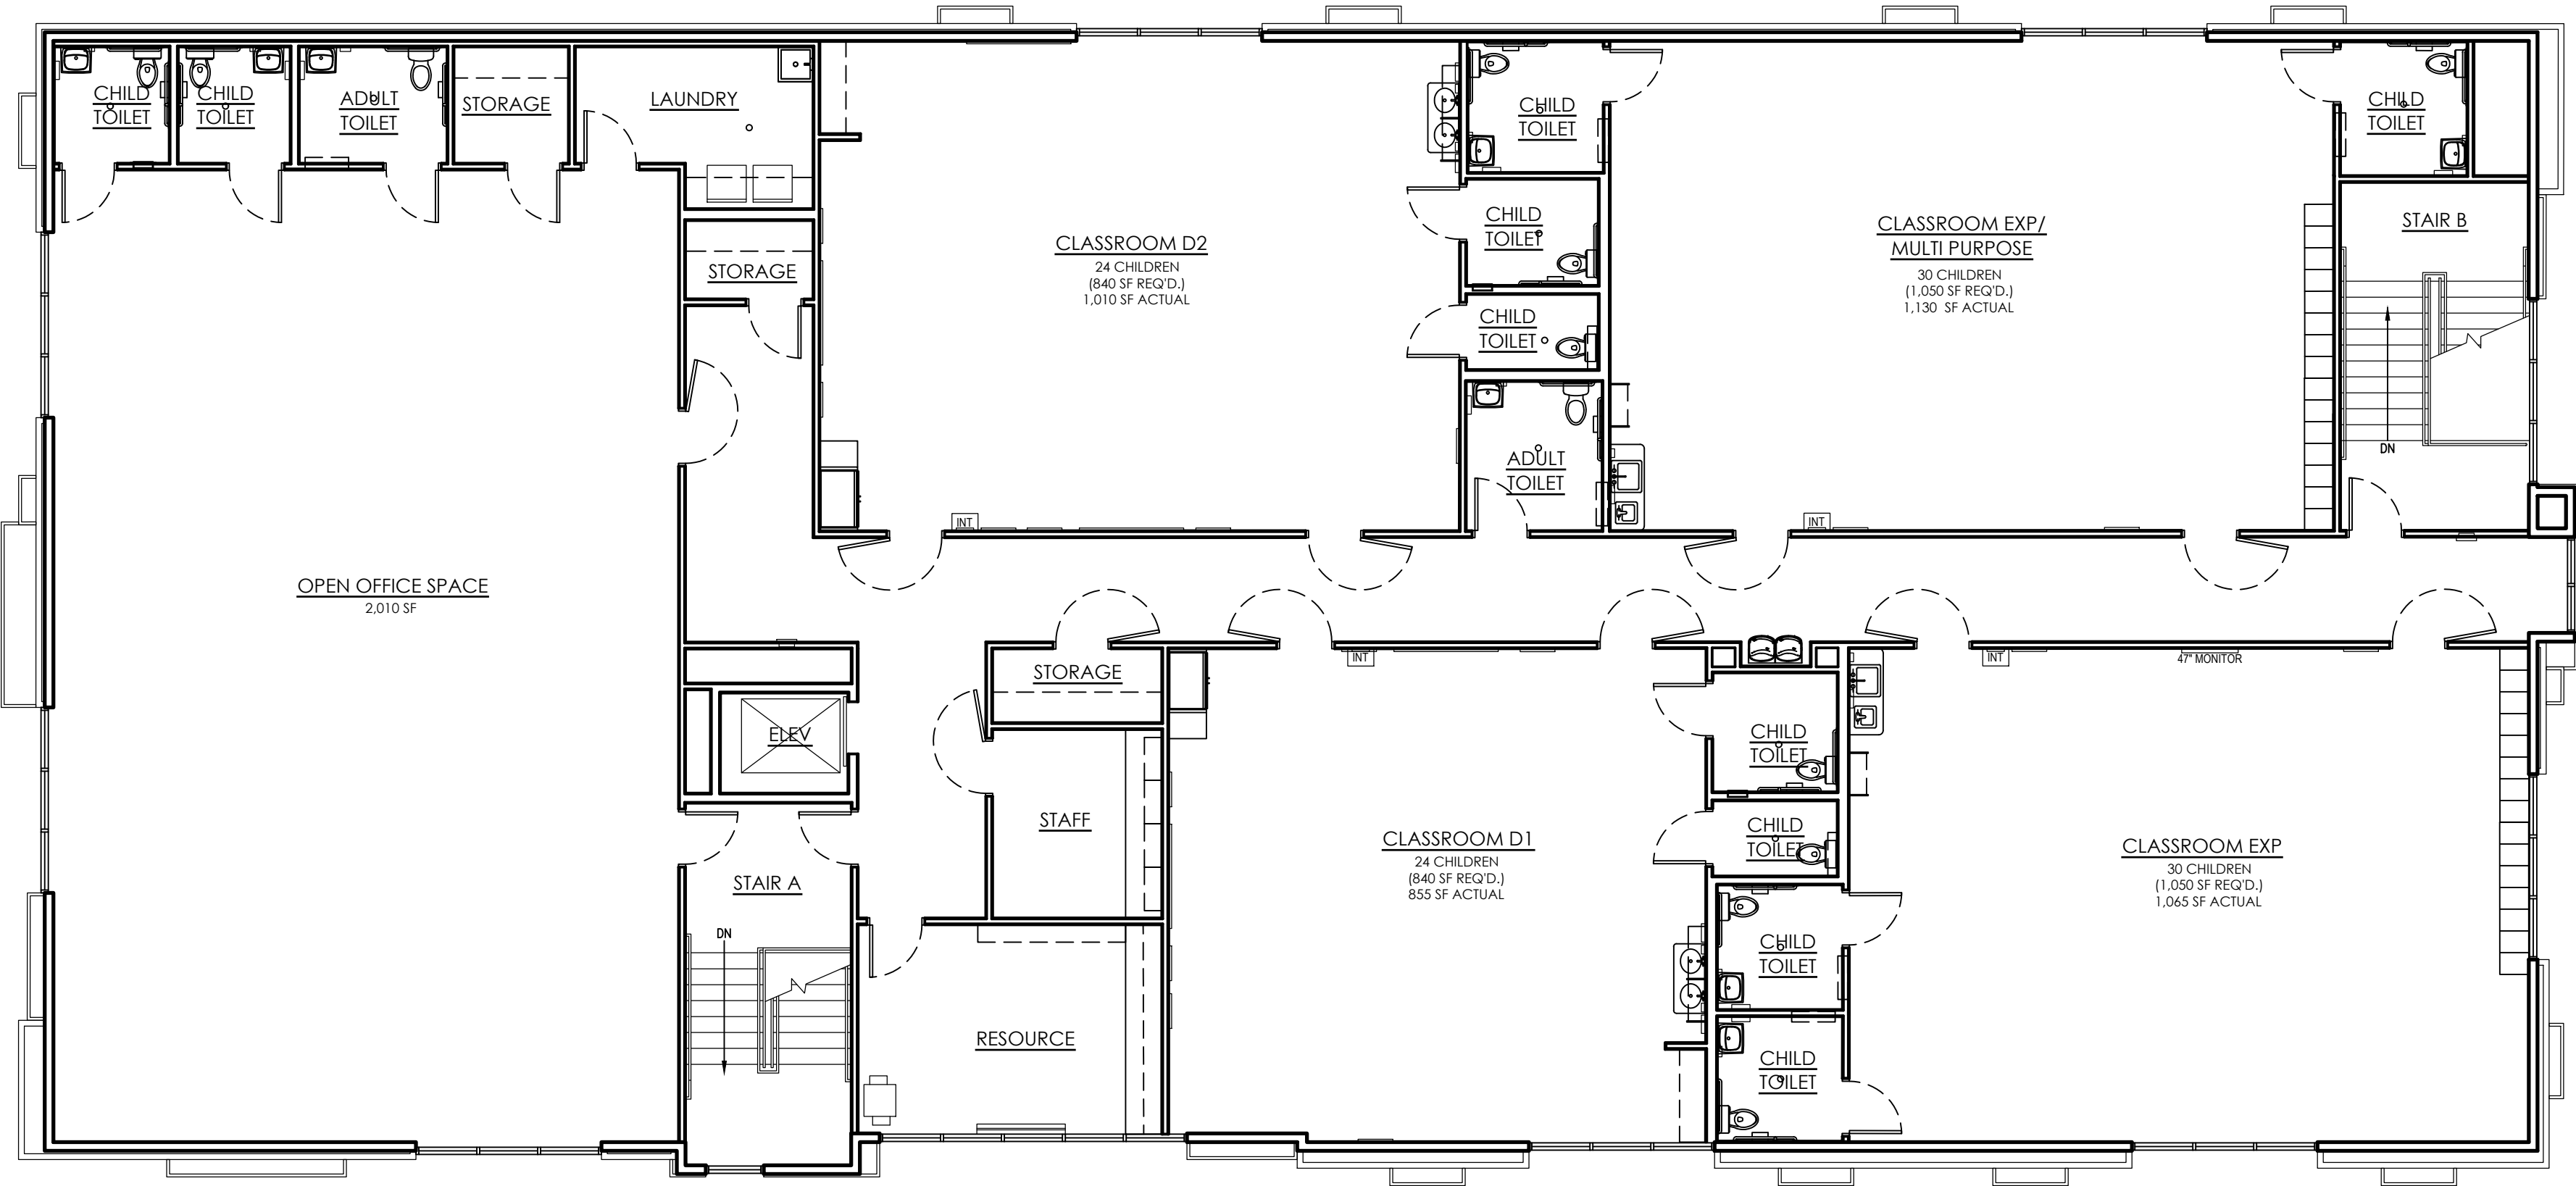 CHILD
TOILET
CHILD
TOILET
ADULT
TOILET
STORAGE
LAUNDRY
CHILD
TOILET
CHILD
TOILET
STORAGE
CLASSROOM D2
24 CHILDREN
(840 SF REQ'D.)
1,010 SF ACTUAL
CHILD
TOILET
CLASSROOM EXP/
MULTI PURPOSE
30 CHILDREN
(1,050 SF REQ'D.)
1,130 SF ACTUAL
STAIR B
CHILD
TOILET
DN
ADULT
TOILET
INT
INT
OPEN OFFICE SPACE
2,010 SF
STORAGE
INT
INT
47" MONITOR
ELEV
CHILD
TOILET
STAFF
CLASSROOM D1
24 CHILDREN
(840 SF REQ'D.)
855 SF ACTUAL
CHILD
TOILET
CLASSROOM EXP
30 CHILDREN
(1,050 SF REQ'D.)
1,065 SF ACTUAL
STAIR A
DN
CHILD
TOILET
RESOURCE
CHILD
TOILET